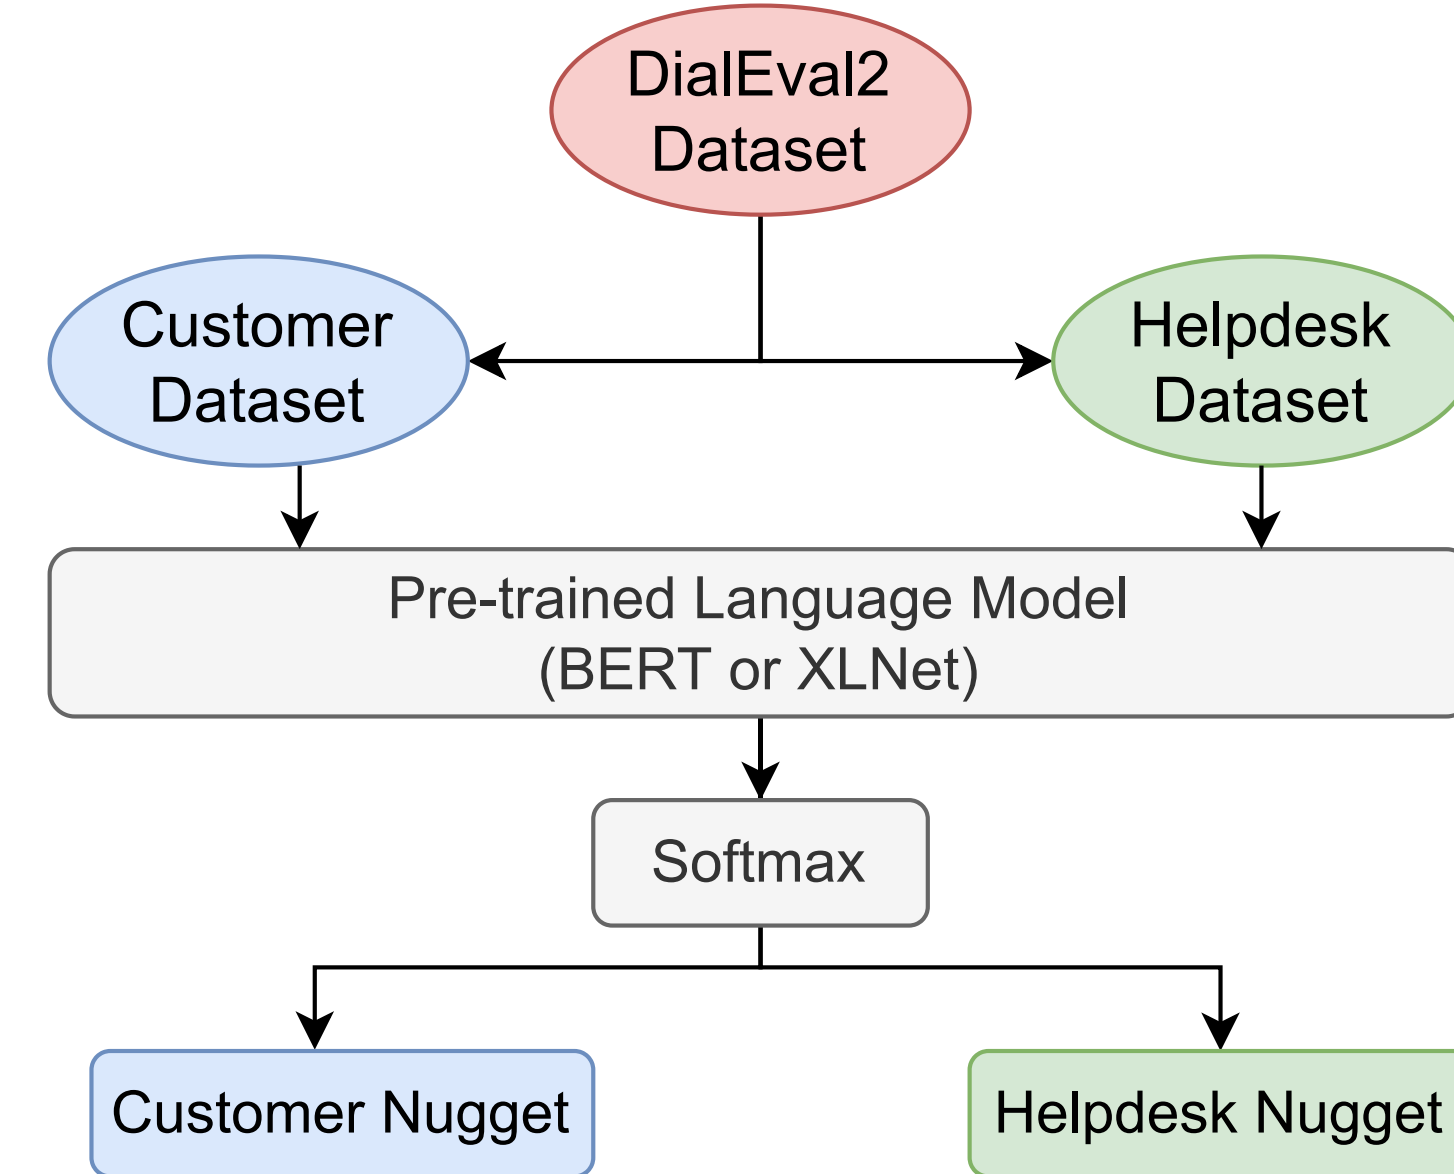 DialEval2
Dataset
Customer
Dataset
Helpdesk
Dataset
Pre-trained Language Model
(BERT or XLNet)
Softmax
Customer Nugget
Helpdesk Nugget